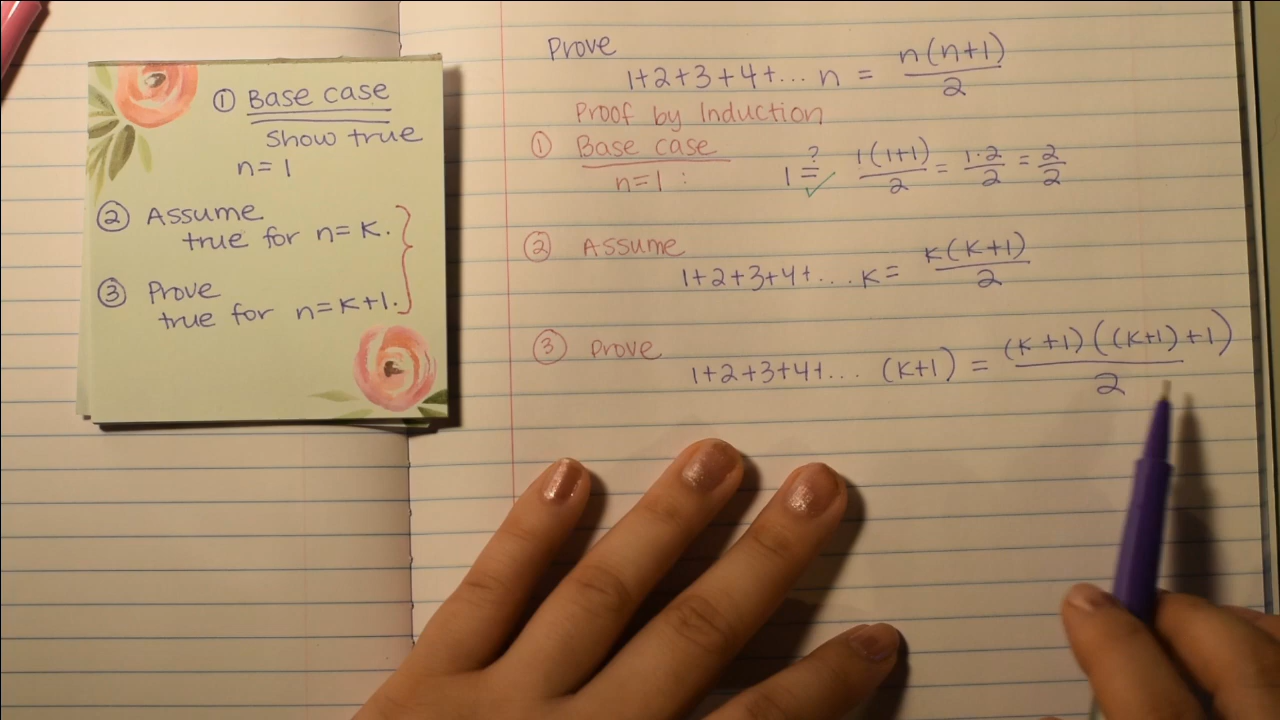 ① Base case
Show true
n=1
② Assume
true for n=k.
③ Prove
true for n=k+1.
Prove
1+2+3+4+... n = n(n+1)/2
Proof by Induction
① Base case
n=1 :
1 ?= ✓ 1(1+1)/2 = 1·2/2 = 2/2
② Assume
1+2+3+4+.... k = k(k+1)/2
③ Prove
1+2+3+4+... (k+1) = (k+1)((k+1)+1)/2